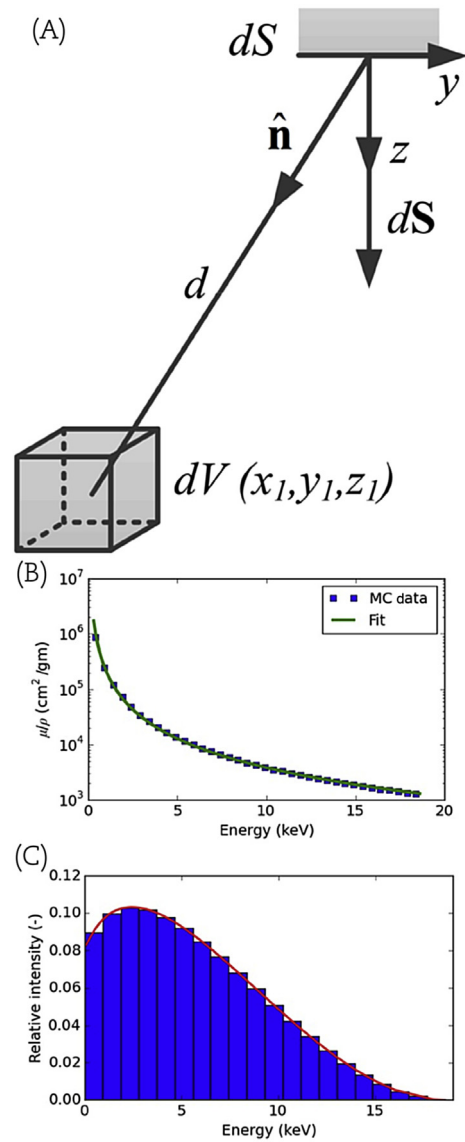 (A)
dS
y
n̂
z
dS
d
dV (x₁,y₁,z₁)
(B)
10⁷
10⁶
10⁵
10⁴
10³
μ/ρ (cm²/gm)
MC data
Fit
0 5 10 15 20
Energy (keV)
(C)
0.12
0.10
0.08
0.06
0.04
0.02
0.00
Relative intensity (-)
0 5 10 15
Energy (keV)